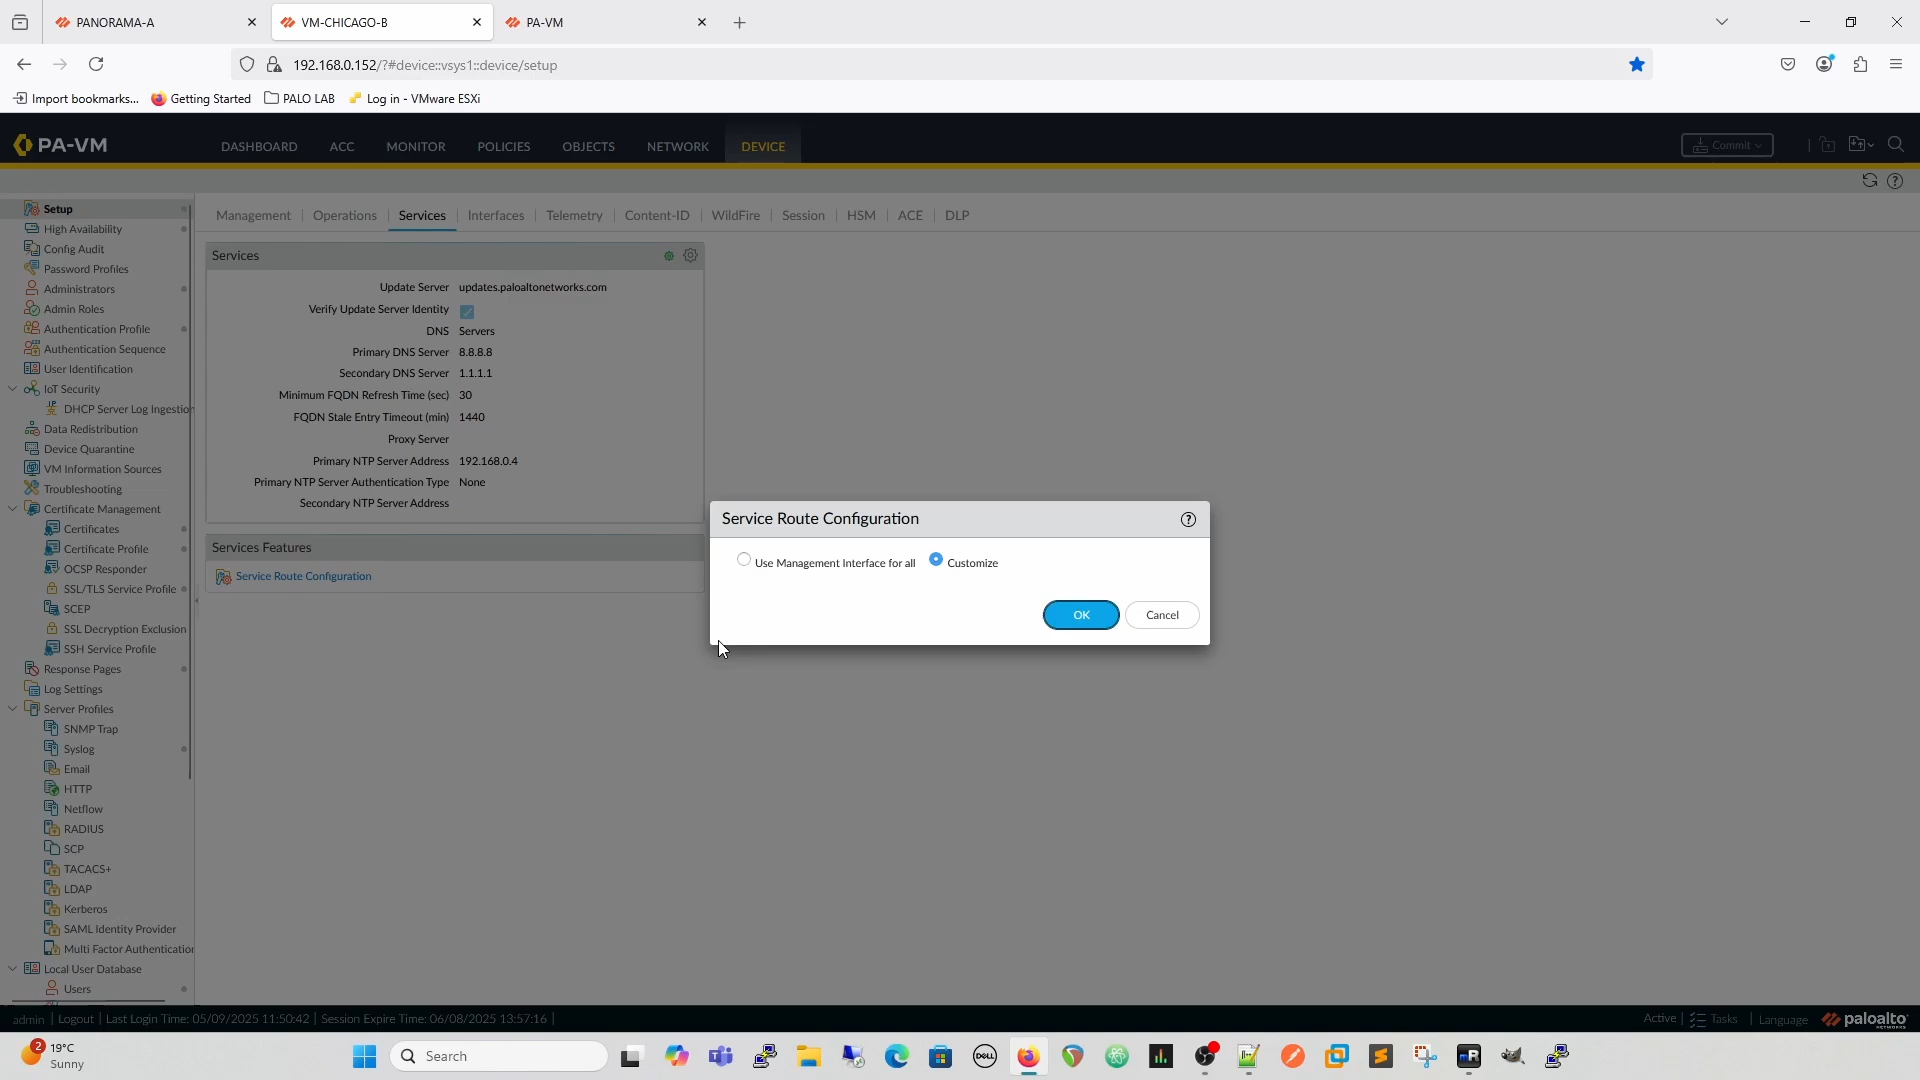 PANORAMA-A
VM-CHICAGO-B
PA-VM
192.168.0.152/?#device::vsys1::device/setup
Import bookmarks...
Getting Started
PALO LAB
Log in - VMware ESXi
PA-VM
DASHBOARD
ACC
MONITOR
POLICIES
OBJECTS
NETWORK
DEVICE
Commit
Setup
High Availability
Config Audit
Password Profiles
Administrators
Admin Roles
Authentication Profile
Authentication Sequence
User Identification
IoT Security
DHCP Server Log Ingestion
Data Redistribution
Device Quarantine
VM Information Sources
Troubleshooting
Certificate Management
Certificates
Certificate Profile
OCSP Responder
SSL/TLS Service Profile
SCEP
SSL Decryption Exclusion
SSH Service Profile
Response Pages
Log Settings
Server Profiles
SNMP Trap
Syslog
Email
HTTP
Netflow
RADIUS
SCP
TACACS+
LDAP
Kerberos
SAML Identity Provider
Multi Factor Authentication
Local User Database
Users
Management
Operations
Services
Interfaces
Telemetry
Content-ID
WildFire
Session
HSM
ACE
DLP
Services
Update Server updates.paloaltonetworks.com
Verify Update Server Identity
DNS Servers
Primary DNS Server 8.8.8.8
Secondary DNS Server 1.1.1.1
Minimum FQDN Refresh Time (sec) 30
FQDN Stale Entry Timeout (min) 1440
Proxy Server
Primary NTP Server Address 192.168.0.4
Primary NTP Server Authentication Type None
Secondary NTP Server Address
Services Features
Service Route Configuration
Service Route Configuration
Use Management Interface for all
Customize
OK
Cancel
admin | Logout | Last Login Time: 05/09/2025 11:50:42 | Session Expire Time: 06/08/2025 13:57:16 |
Active | Tasks | Language
paloalto
NETWORKS
2
19°C
Sunny
Search
DELL